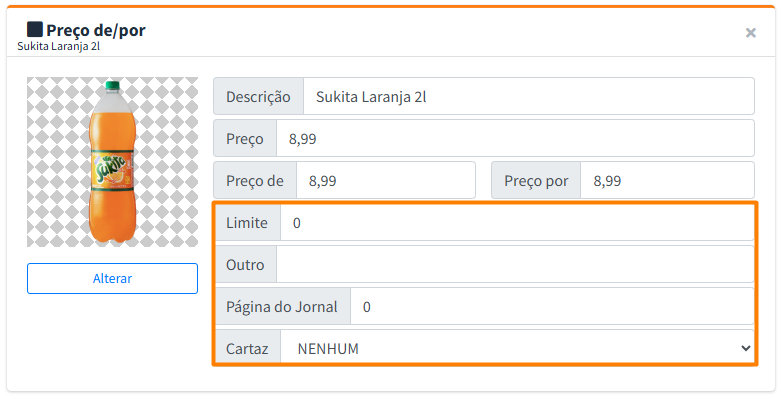 Preço de/por
×
Sukita Laranja 2l
Descrição Sukita Laranja 2l
Preço 8,99
Preço de 8,99 Preço por 8,99
Limite 0
Outro
Página do Jornal 0
Cartaz NENHUM
Sukita
Alterar